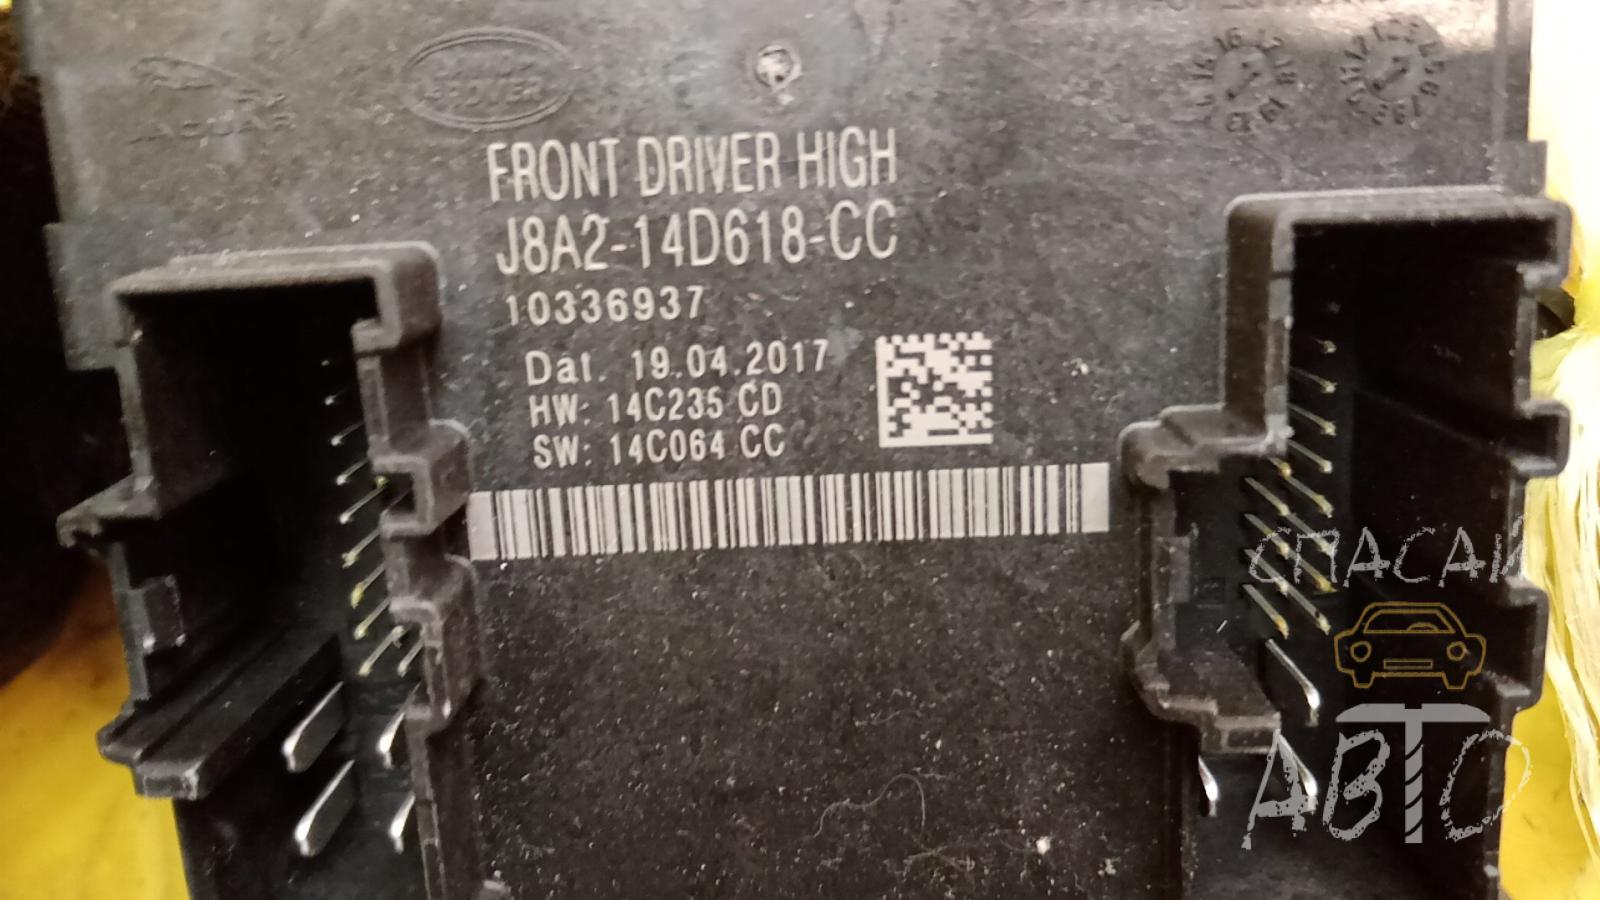 JAGUAR
LAND
ROVER
FRONT DRIVER HIGH
J8A2-14D618-CC
10336937
Dat. 19.04.2017
HW: 14C235 CD
SW: 14C064 CC
СПАСАЙ
АВТО